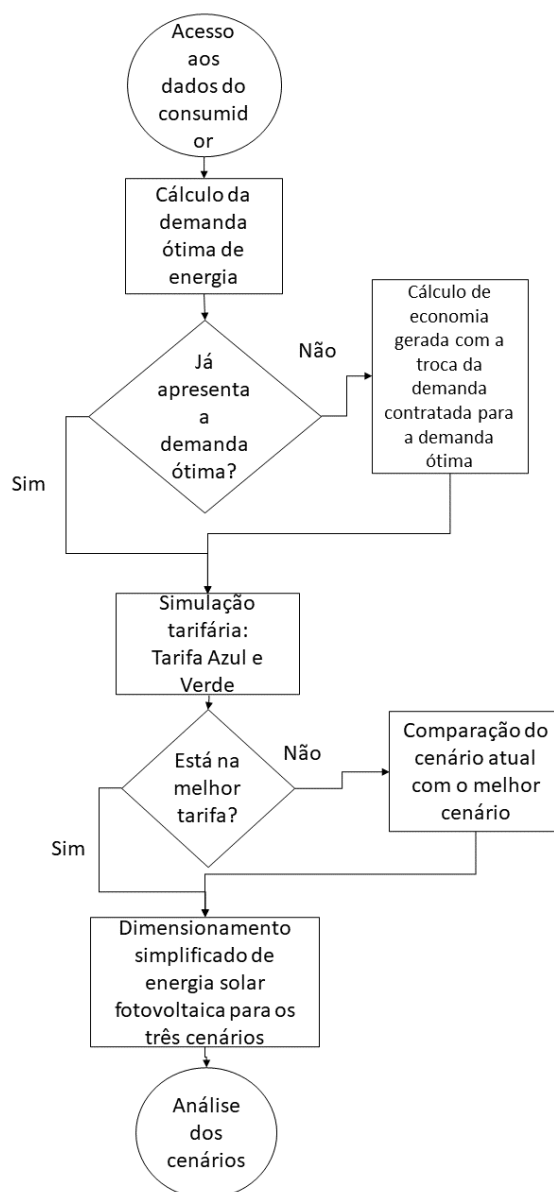 Acesso
aos
dados do
consumid
or
Cálculo da
demanda
ótima de
energia
Já
apresenta
a
demanda
ótima?
Não
Cálculo de
economia
gerada com a
troca da
demanda
contratada para
a demanda
ótima
Sim
Simulação
tarifária:
Tarifa Azul e
Verde
Está na
melhor
tarifa?
Não
Comparação do
cenário atual
com o melhor
cenário
Sim
Dimensionamento
simplificado de
energia solar
fotovoltaica para os
três cenários
Análise
dos
cenários